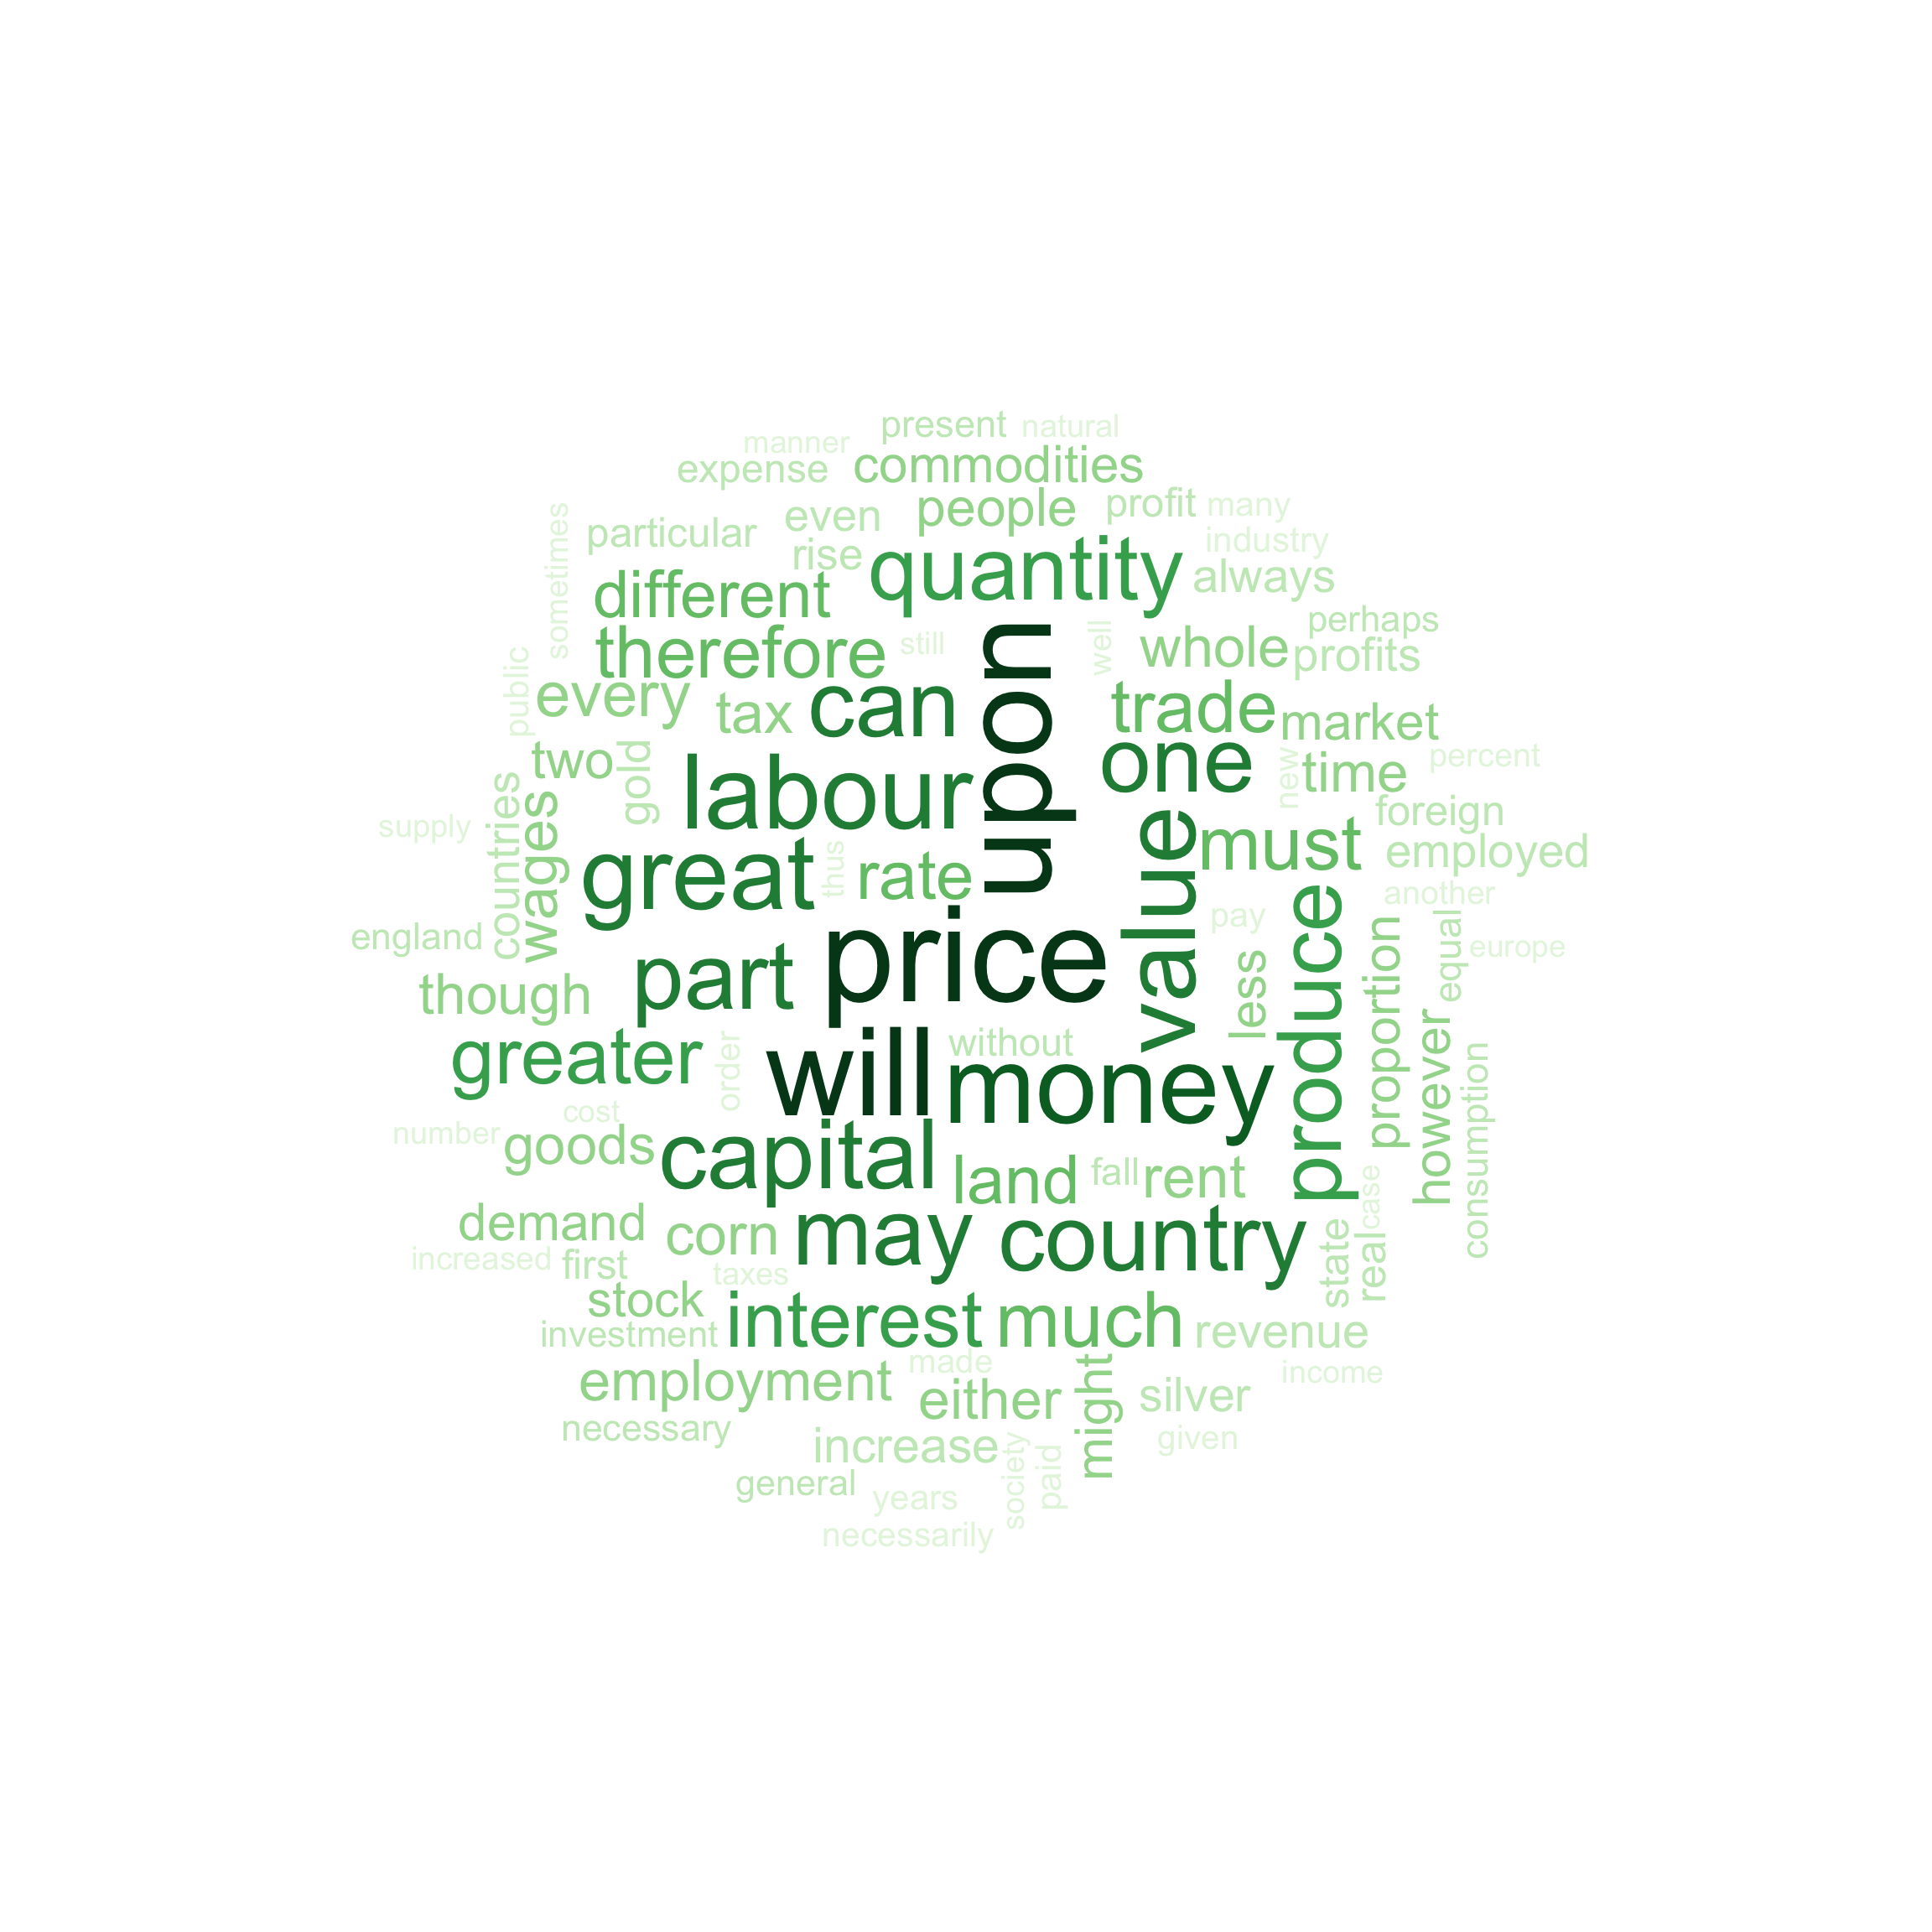 present
natural
manner
expense
commodities
even
people
profit
many
sometimes
particular
rise
quantity
industry
always
different
perhaps
therefore
still
upon
well
whole
profits
public
every
tax
can
trade
market
two
gold
one
new
time
percent
countries
wages
labour
supply
foreign
great
thus
rate
value
must
employed
another
england
part
price
pay
produce
less
proportion
equal
europe
though
greater
order
will
without
money
however
consumption
cost
number
goods
capital
land
fall
rent
demand
corn
may
country
state
case
real
increased
first
taxes
stock
interest
much
revenue
investment
made
income
employment
either
might
silver
necessary
increase
given
general
society
paid
years
necessarily